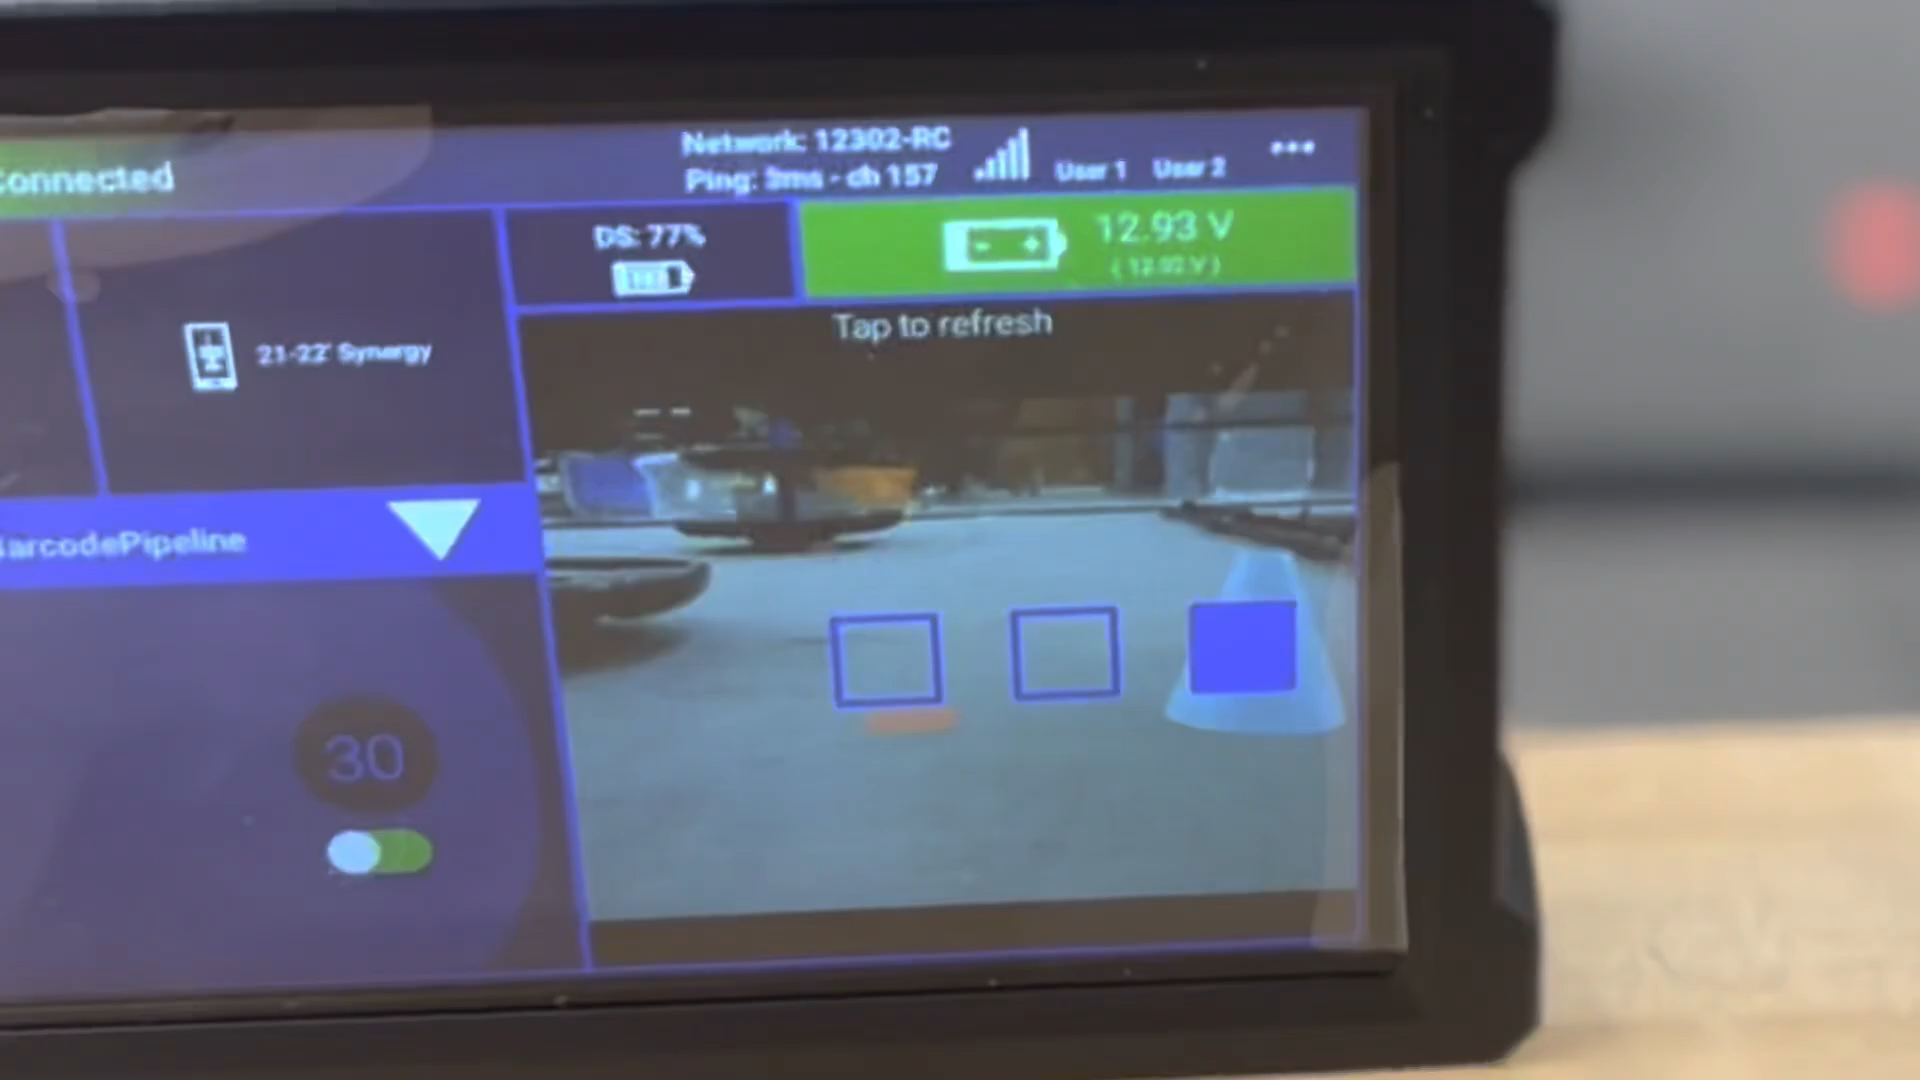 Connected
Network: 12302-RC
Ping: 3ms - ch 157
User 1 User 2
DS: 77%
12.93 V
21-22' Synergy
Tap to refresh
BarcodePipeline
30